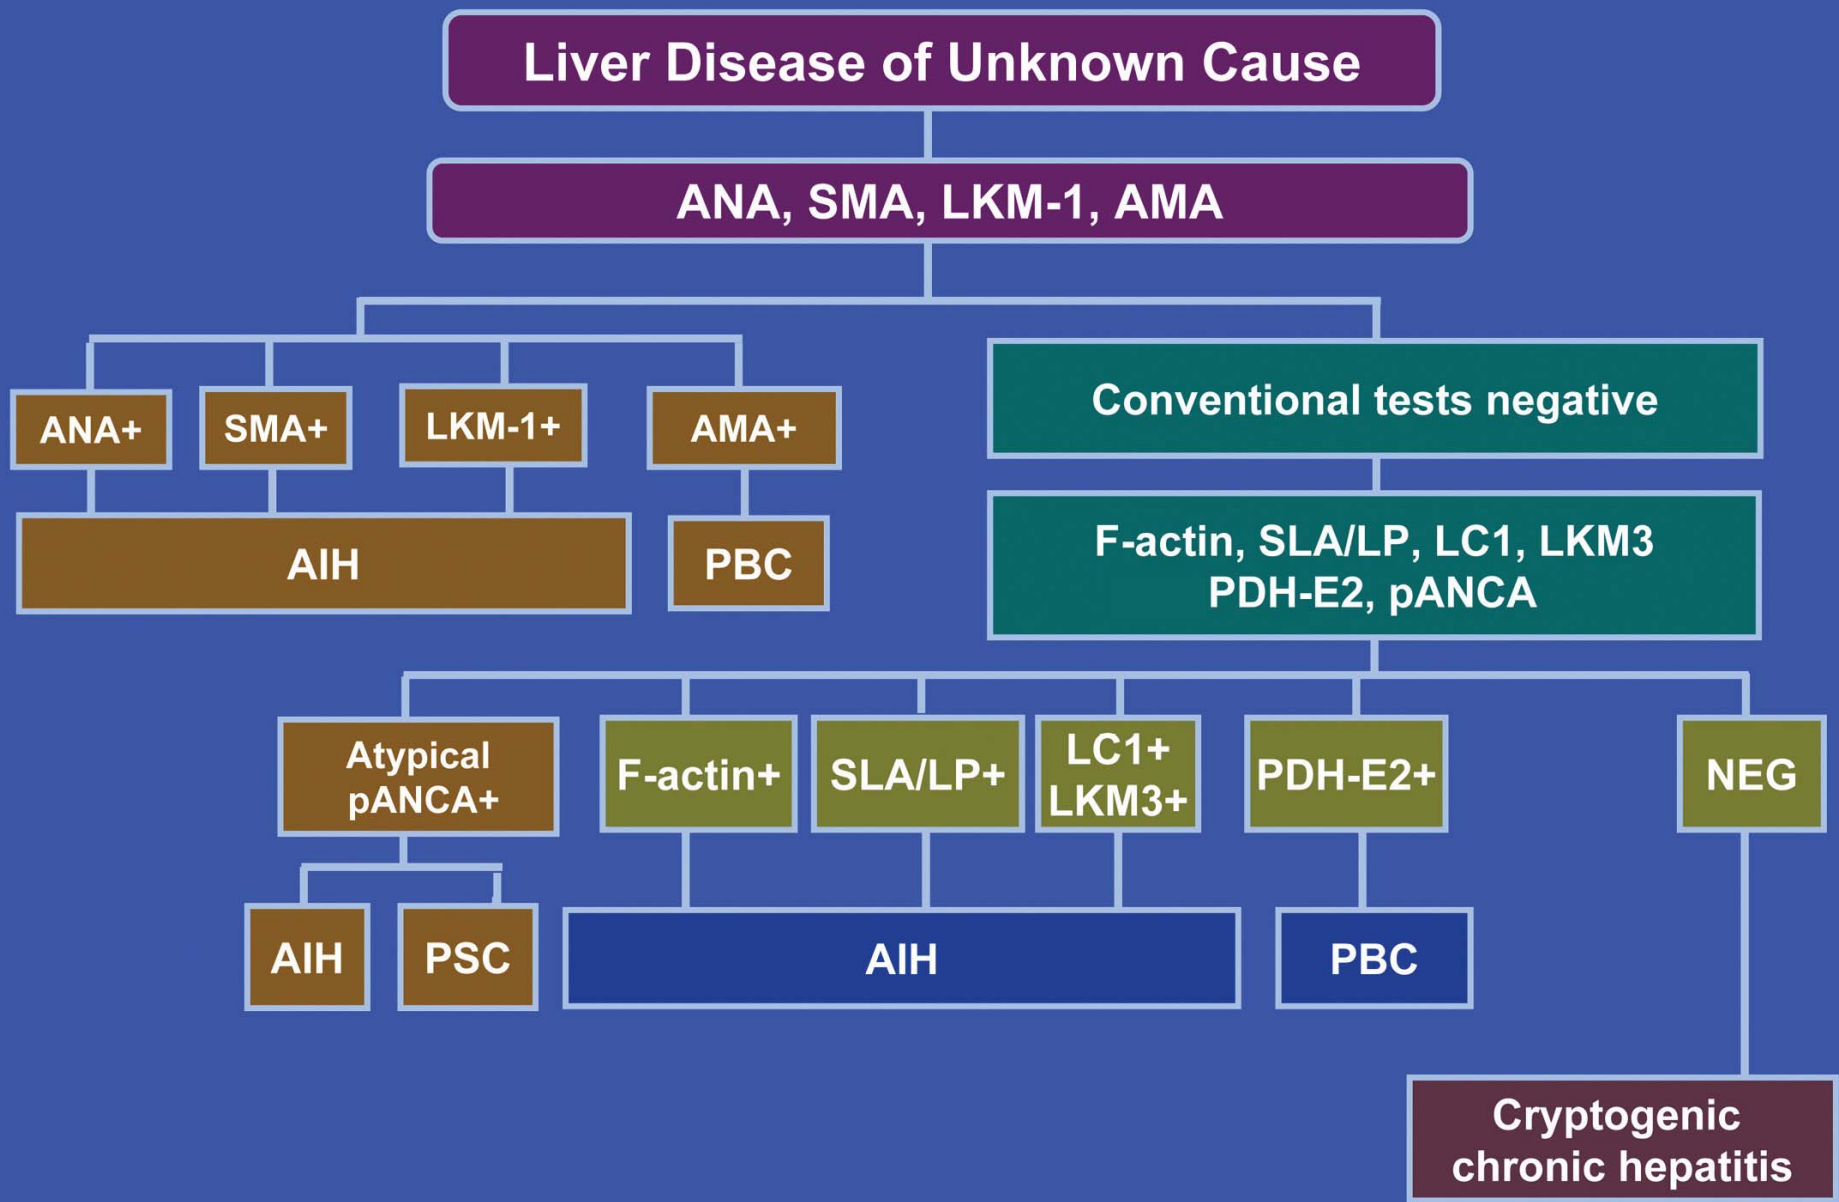 Liver Disease of Unknown Cause
ANA, SMA, LKM-1, AMA
ANA+
SMA+
LKM-1+
AMA+
AIH
PBC
Conventional tests negative
F-actin, SLA/LP, LC1, LKM3
PDH-E2, pANCA
Atypical
pANCA+
F-actin+
SLA/LP+
LC1+
LKM3+
PDH-E2+
NEG
AIH
PSC
AIH
PBC
Cryptogenic
chronic hepatitis